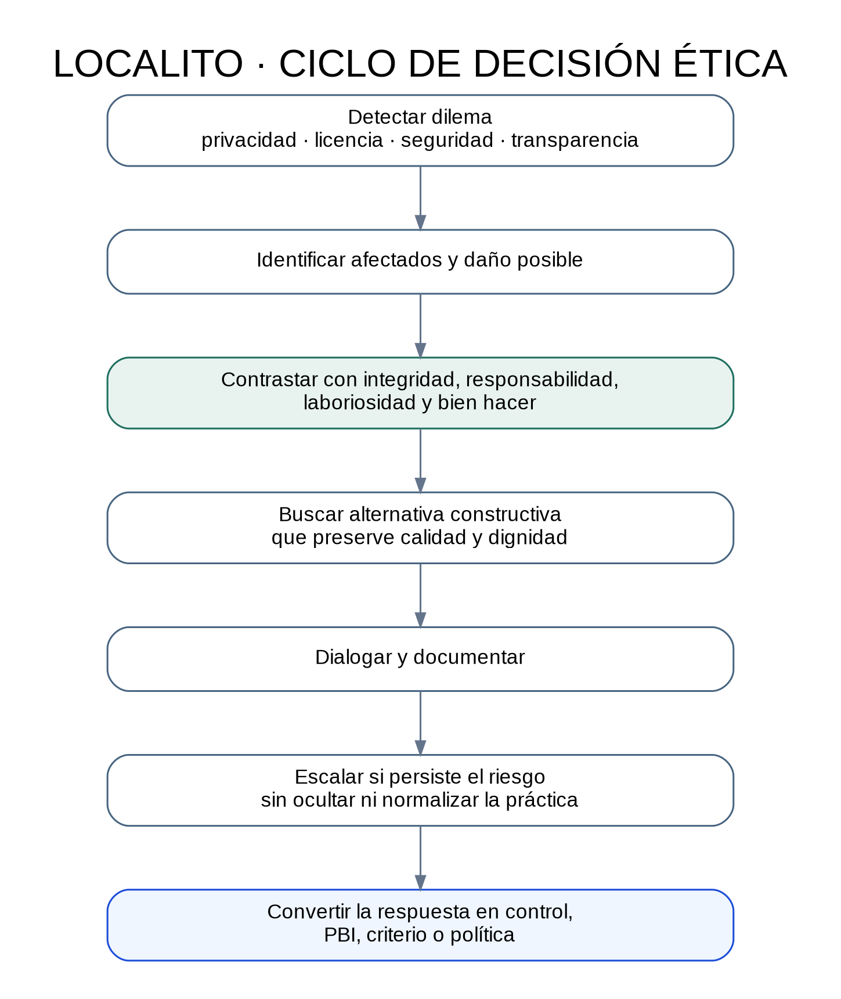 LOCALITO · CICLO DE DECISIÓN ÉTICA
Detectar dilema
privacidad · licencia · seguridad · transparencia
Identificar afectados y daño posible
Contrastar con integridad, responsabilidad,
laboriosidad y bien hacer
Buscar alternativa constructiva
que preserve calidad y dignidad
Dialogar y documentar
Escalar si persiste el riesgo
sin ocultar ni normalizar la práctica
Convertir la respuesta en control,
PBI, criterio o política